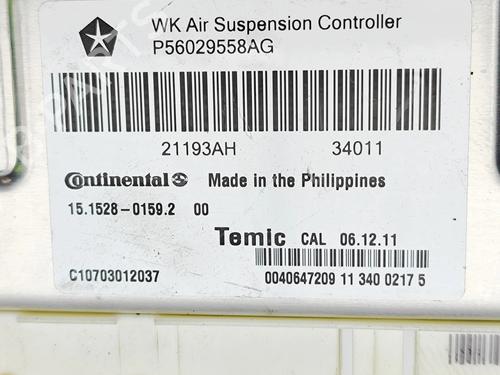 WK Air Suspension Controller
P56029558AG
21193AH 34011
Continental Made in the Philippines
15.1528-0159.2 00
Temic CAL 06.12.11
C10703012037 0040647209 11 340 0217 5